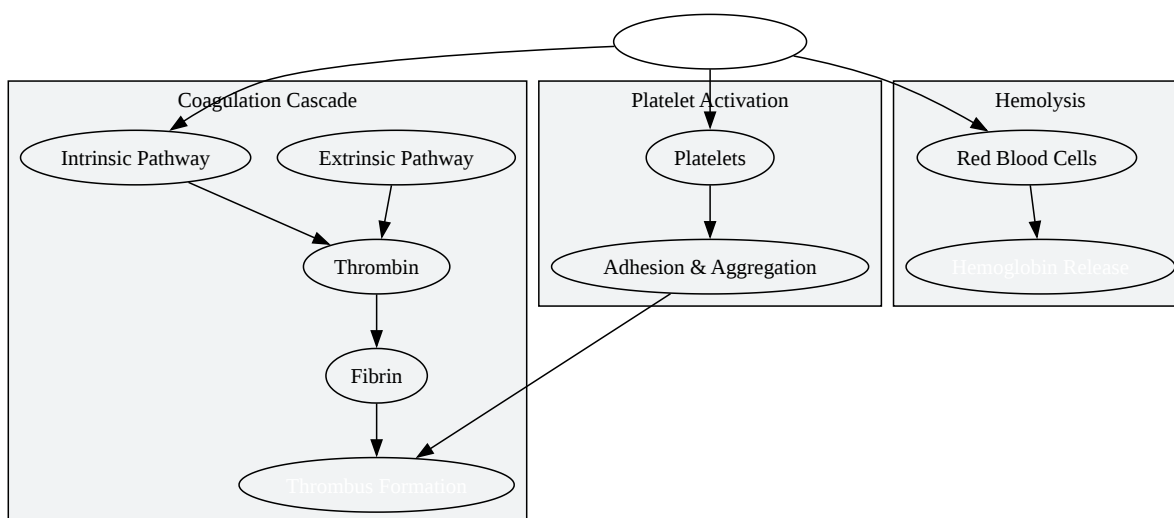 Coagulation Cascade
Platelet Activation
Hemolysis
Intrinsic Pathway
Extrinsic Pathway
Platelets
Red Blood Cells
Thrombin
Adhesion & Aggregation
Hemoglobin Release
Fibrin
Thrombus Formation